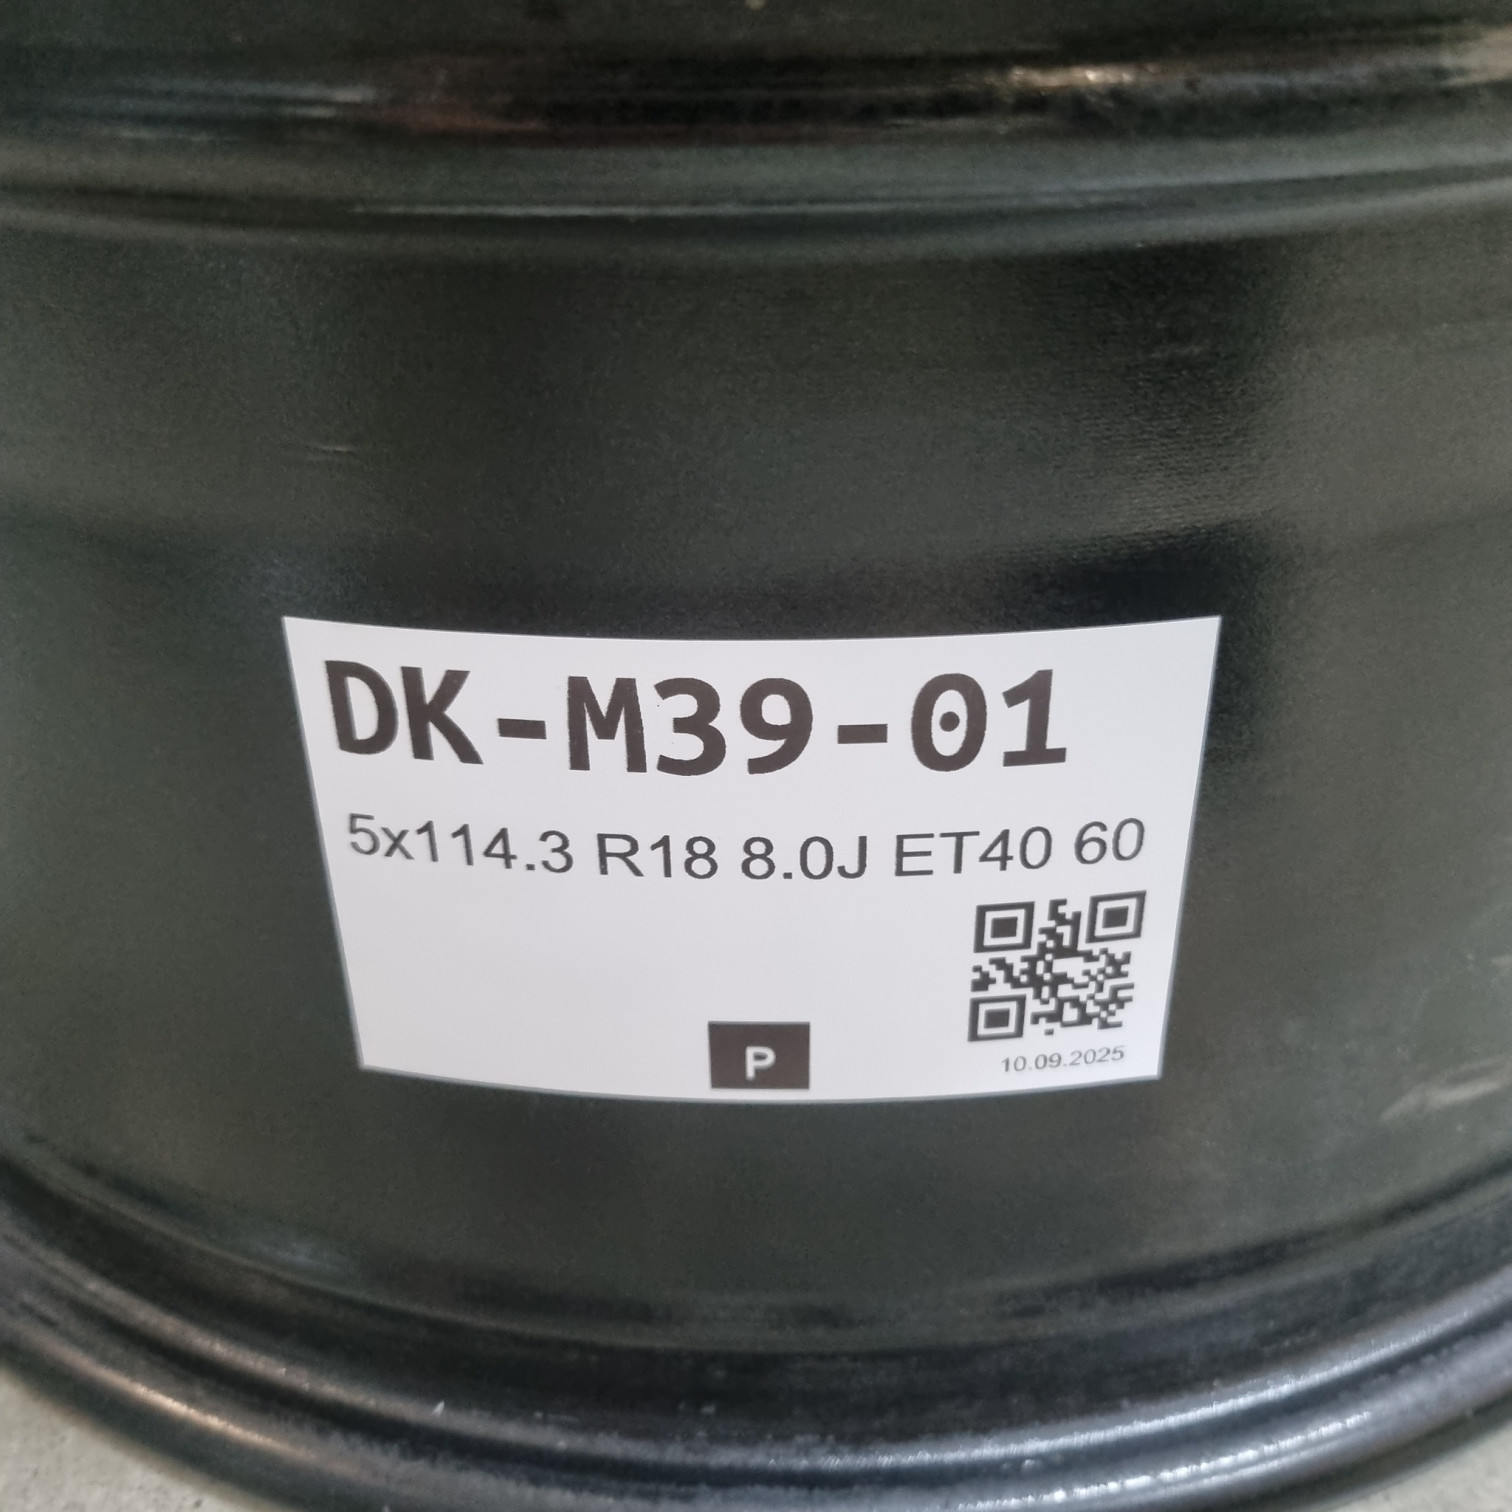 DK-M39-01
5x114.3 R18 8.0J ET40 60
P
10.09.2025